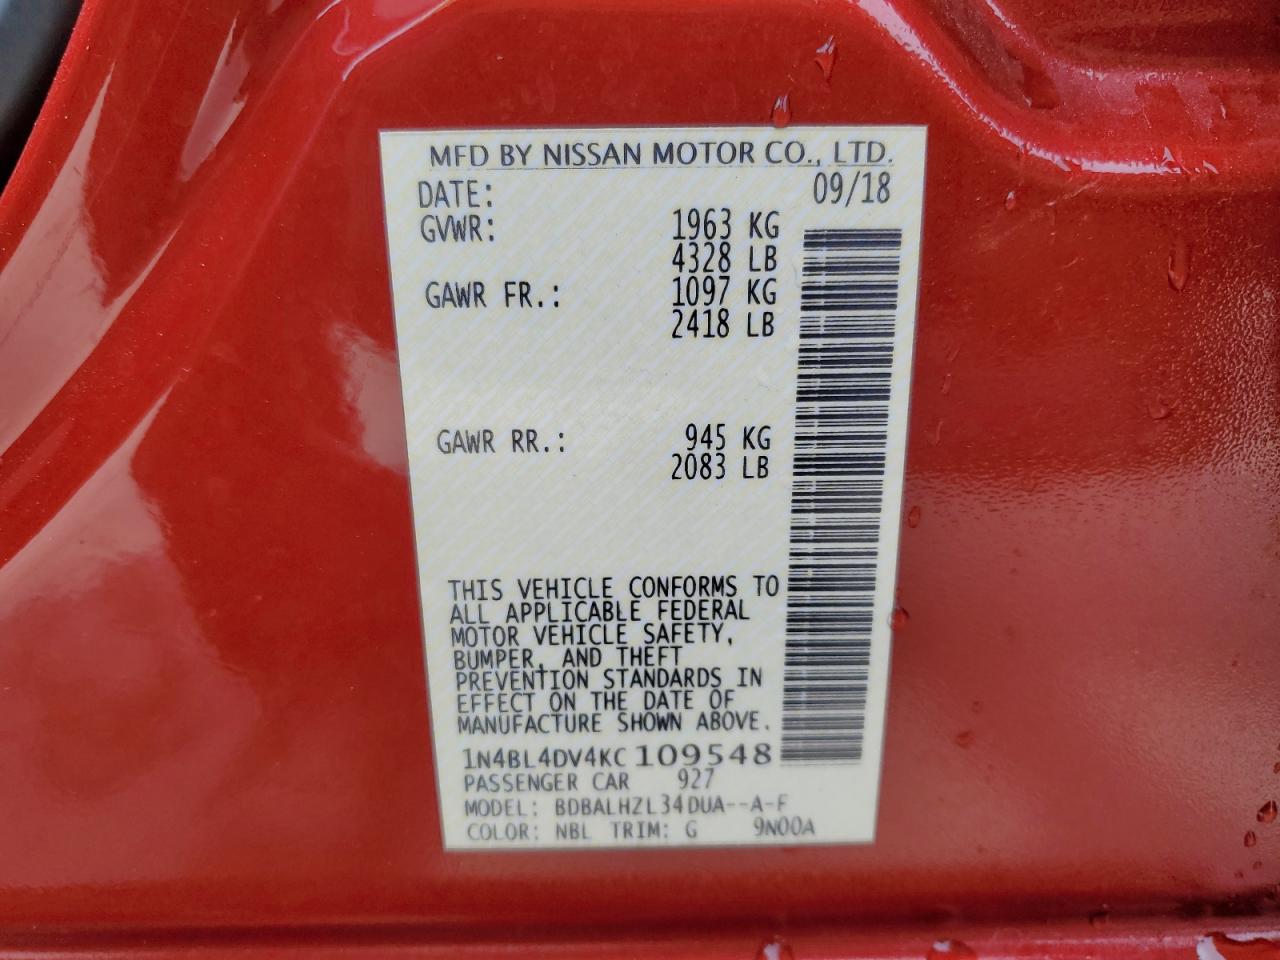 MFD BY NISSAN MOTOR CO., LTD.
DATE: 09/18
GVWR: 1963 KG
4328 LB
GAWR FR.: 1097 KG
2418 LB
GAWR RR.: 945 KG
2083 LB
THIS VEHICLE CONFORMS TO
ALL APPLICABLE FEDERAL
MOTOR VEHICLE SAFETY,
BUMPER, AND THEFT
PREVENTION STANDARDS IN
EFFECT ON THE DATE OF
MANUFACTURE SHOWN ABOVE.
1N4BL4DV4KC109548
PASSENGER CAR 927
MODEL: BDBALHZL34DUA--A-F
COLOR: NBL TRIM: G 9N00A